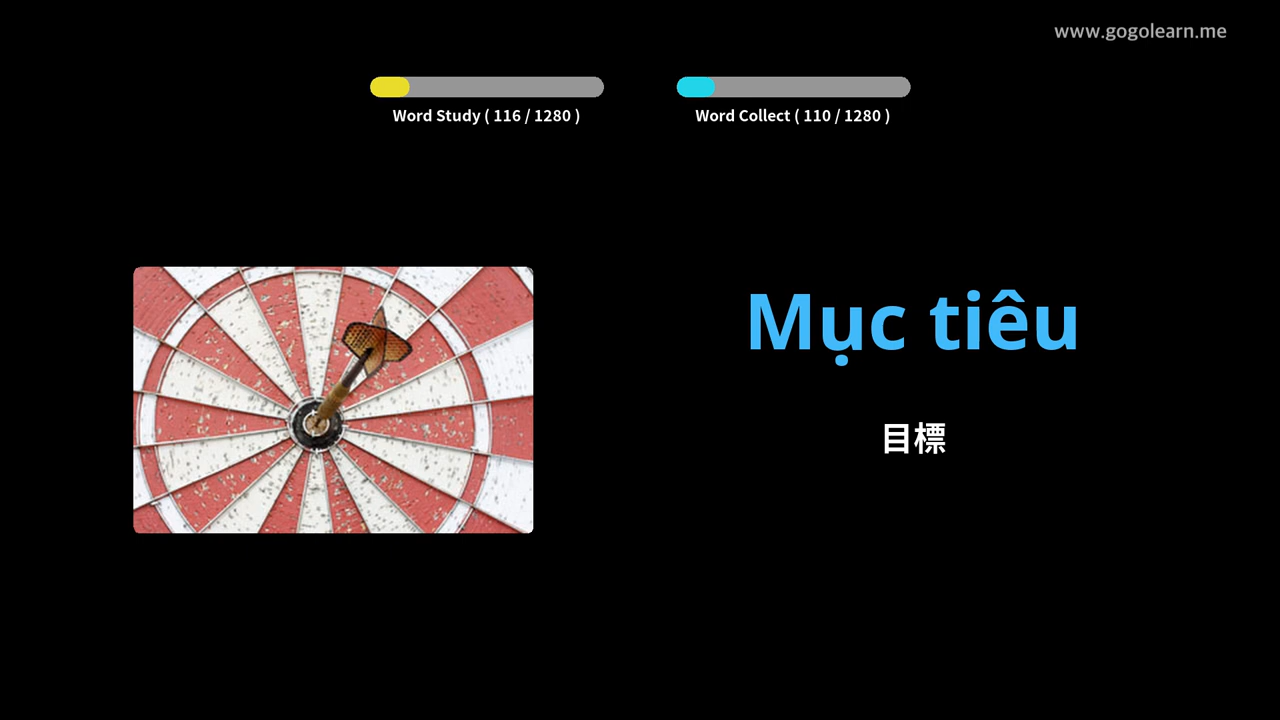 www.gogolearn.me
Word Study ( 116 / 1280 )
Word Collect ( 110 / 1280 )
Mục tiêu
目標